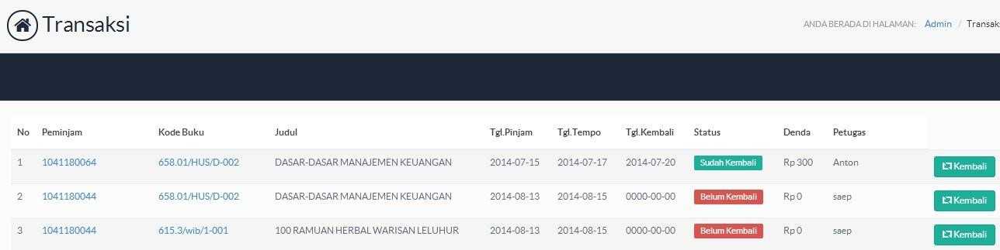 Transaksi
ANDA BERADA DI HALAMAN: Admin / Transaks
No Peminjam Kode Buku Judul Tgl.Pinjam Tgl.Tempo Tgl.Kembali Status Denda Petugas
1 1041180064 658.01/HUS/D-002 DASAR-DASAR MANAJEMEN KEUANGAN 2014-07-15 2014-07-17 2014-07-20 Sudah Kembali Rp 300 Anton Kembali
2 1041180044 658.01/HUS/D-002 DASAR-DASAR MANAJEMEN KEUANGAN 2014-08-13 2014-08-15 0000-00-00 Belum Kembali Rp 0 saep Kembali
3 1041180044 615.3/wib/1-001 100 RAMUAN HERBAL WARISAN LELUHUR 2014-08-13 2014-08-15 0000-00-00 Belum Kembali Rp 0 saep Kembali